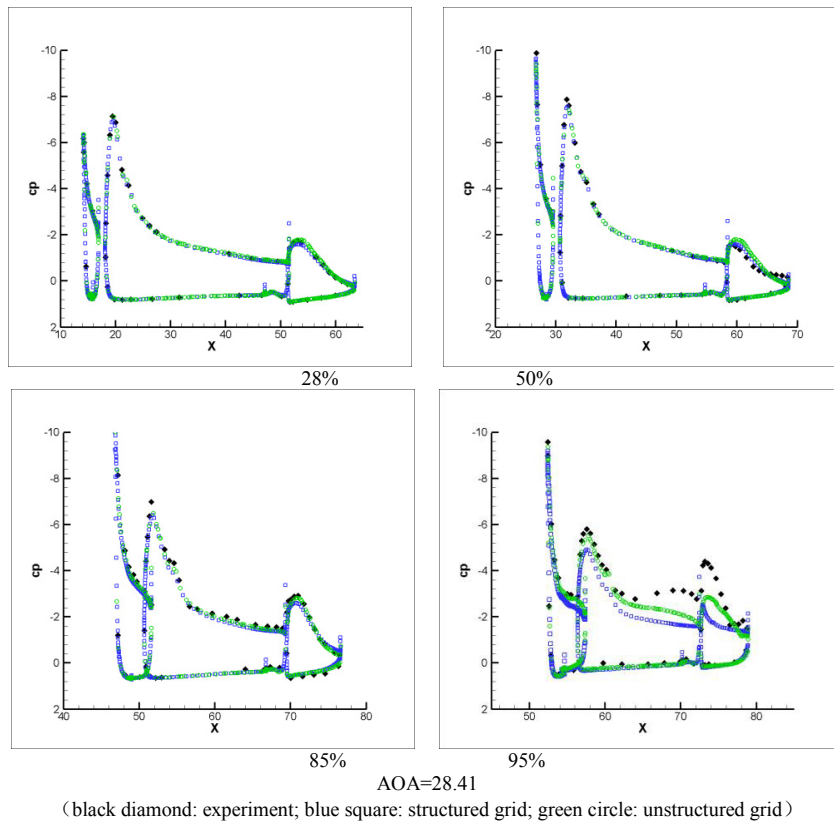 -10
-8
-6
-4
-2
0
2
cp
10 20 30 40 50 60
X
28%
-10
-8
-6
-4
-2
0
2
cp
20 30 40 50 60 70
X
50%
-10
-8
-6
-4
-2
0
2
cp
40 50 60 70 80
X
85%
-10
-8
-6
-4
-2
0
2
cp
50 60 70 80
X
95%
AOA=28.41
（black diamond: experiment; blue square: structured grid; green circle: unstructured grid）